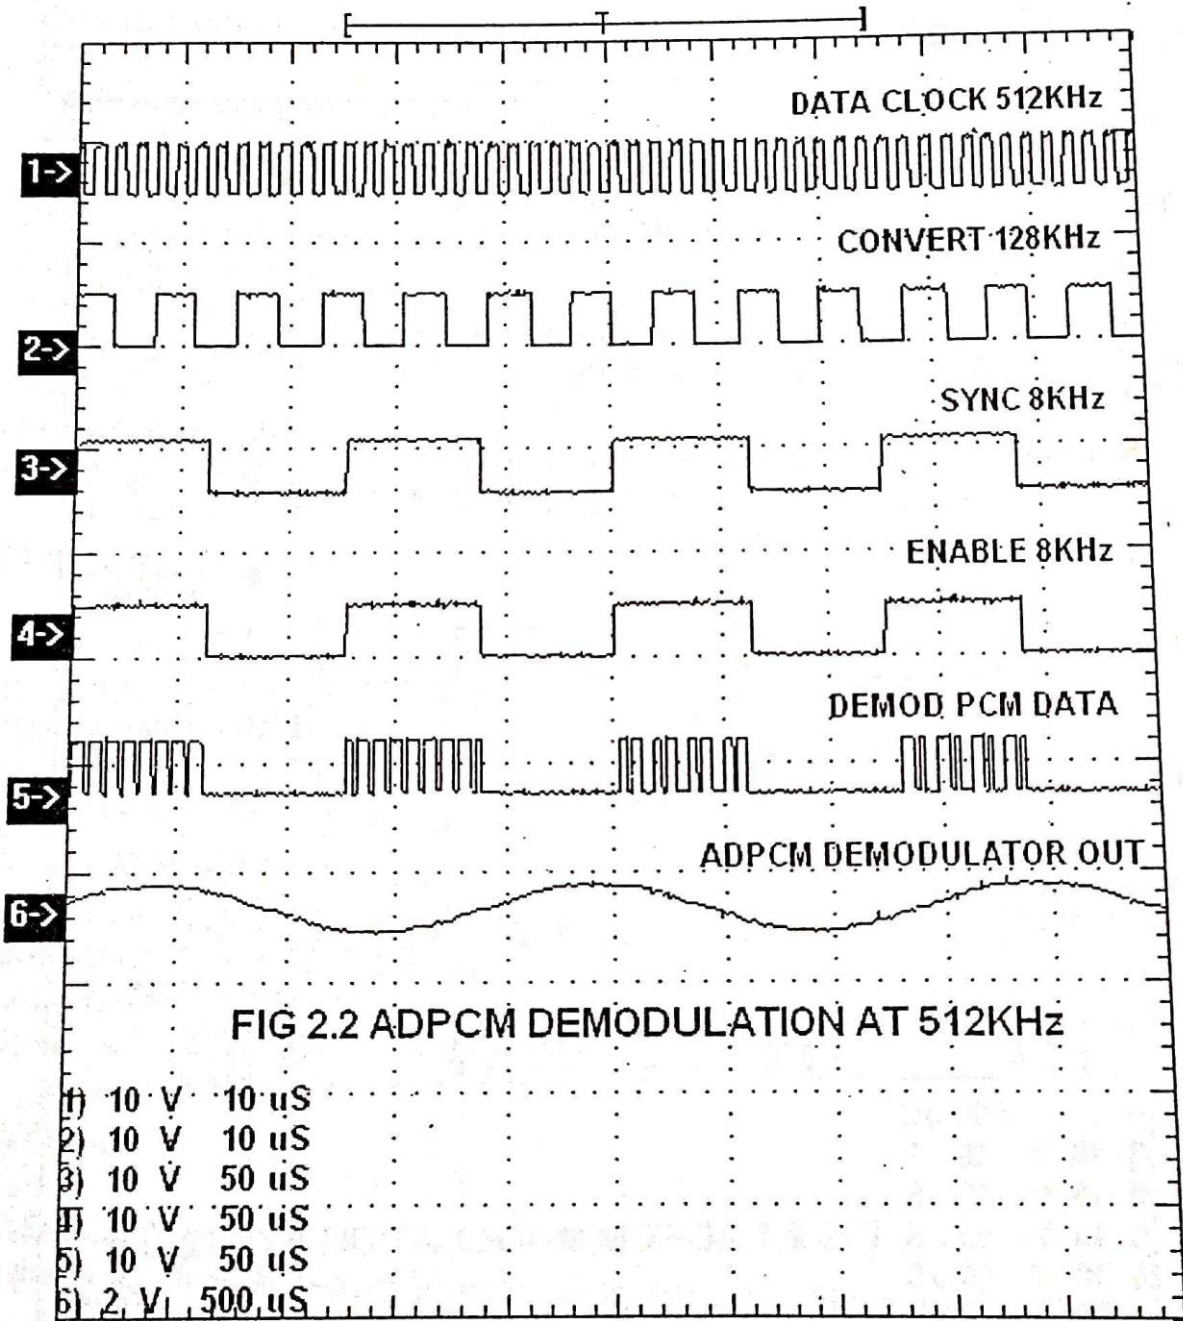 DATA CLOCK 512KHz
1->
CONVERT 128KHz
2->
SYNC 8KHz
3->
ENABLE 8KHz
4->
DEMOD PCM DATA
5->
ADPCM DEMODULATOR OUT
6->
FIG 2.2 ADPCM DEMODULATION AT 512KHz
1) 10 V 10 uS
2) 10 V 10 uS
3) 10 V 50 uS
4) 10 V 50 uS
5) 10 V 50 uS
6) 2 V 500 uS